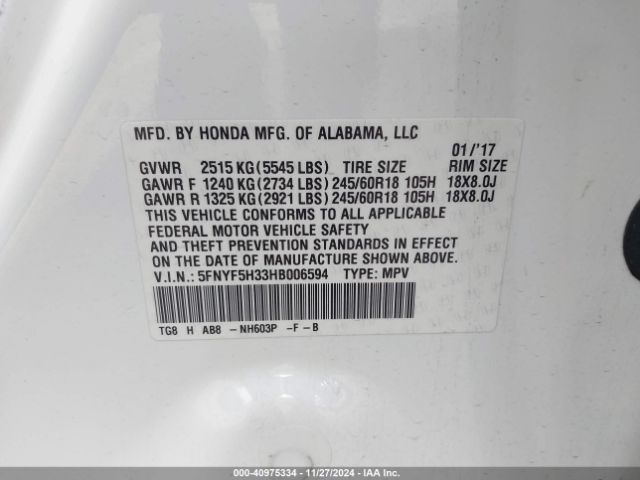 MFD. BY HONDA MFG. OF ALABAMA, LLC
01/'17
GVWR 2515 KG(5545 LBS) TIRE SIZE RIM SIZE
GAWR F 1240 KG(2734 LBS)245/60R18 105H 18X8.0J
GAWR R 1325 KG(2921 LBS)245/60R18 105H 18X8.0J
THIS VEHICLE CONFORMS TO ALL APPLICABLE
FEDERAL MOTOR VEHICLE SAFETY
AND THEFT PREVENTION STANDARDS IN EFFECT
ON THE DATE OF MANUFACTURE SHOWN ABOVE.
V.I.N.: 5FNYF5H33HB006594 TYPE: MPV
TG8 H AB8 -NH603P -F-B
000-40975334 - 11/27/2024 - IAA Inc.